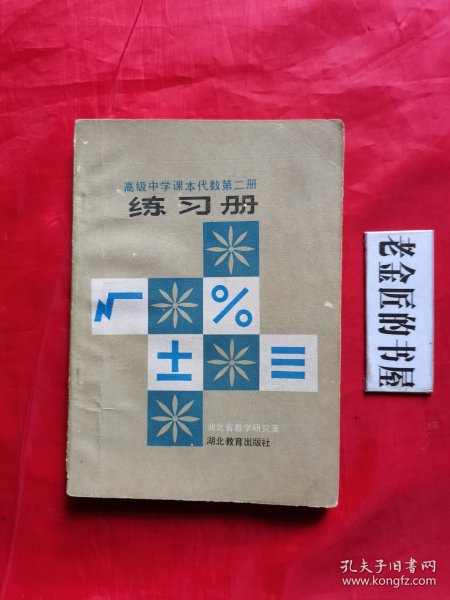 高级中学课本代数第二册
练习册
√ %
± ≡
湖北省教学研究室
湖北教育出版社
老金匠的书屋
孔夫子旧书网
www.kongfz.com